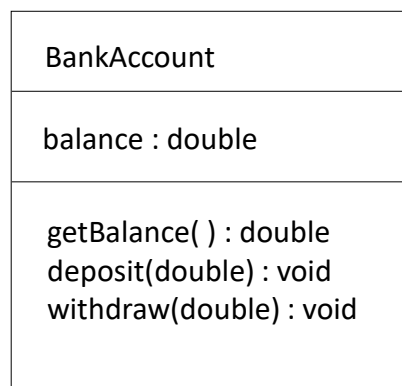 BankAccount
balance : double
getBalance( ) : double
deposit(double) : void
withdraw(double) : void